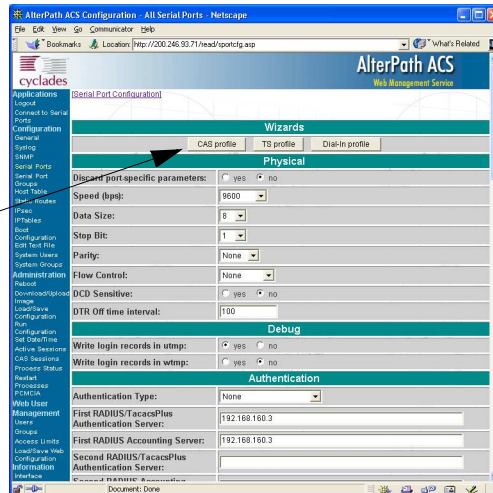 AlterPath ACS Configuration - All Serial Ports - Netscape
File Edit View Go Communicator Help
Bookmarks Location: http://200.246.93.71/read/sportcfg.asp What's Related
cyclades
AlterPath ACS
Web Management Service
Applications
Logout
Connect to Serial
Ports
Configuration
General
Syslog
SNMP
Serial Ports
Serial Port
Groups
Host Table
Static Routes
IPsec
IPTables
Boot
Configuration
Edit Text File
System Users
System Groups
Administration
Reboot
Download/Upload
Image
Load/Save
Configuration
Run
Configuration
Set Date/Time
Active Sessions
CAS Sessions
Process Status
Restart
Processes
PCMCIA
Web User
Management
Users
Groups
Access Limits
Load/Save Web
Configuration
Information
Interface
[Serial Port Configuration]
Wizards
CAS profile TS profile Dial-In profile
Physical
Discard port-specific parameters: yes no
Speed (bps): 9600
Data Size: 8
Stop Bit: 1
Parity: None
Flow Control: None
DCD Sensitive: yes no
DTR Off time interval: 100
Debug
Write login records in utmp: yes no
Write login records in wtmp: yes no
Authentication
Authentication Type: None
First RADIUS/TacacsPlus
Authentication Server: 192.168.160.3
First RADIUS Accounting Server: 192.168.160.3
Second RADIUS/TacacsPlus
Authentication Server:
Second RADIUS Accounting
Document: Done